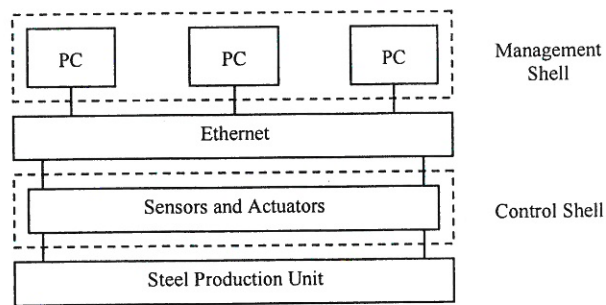 PC PC PC
Management
Shell
Ethernet
Sensors and Actuators
Control Shell
Steel Production Unit